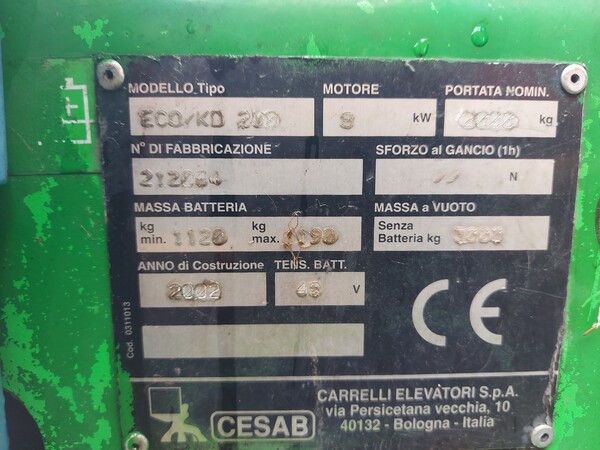 MODELLO Tipo
MOTORE
PORTATA NOMIN.
ECO/KD
kW
kg
N° DI FABBRICAZIONE
SFORZO al GANCIO (1h)
N
MASSA BATTERIA
MASSA a VUOTO
kg min. 1120 kg max.
Senza Batteria kg
ANNO di Costruzione
TENS. BATT.
2002
48 V
Cod. 0311013
CE
CESAB
CARRELLI ELEVATORI S.p.A.
via Persicetana vecchia, 10
40132 - Bologna - Italia